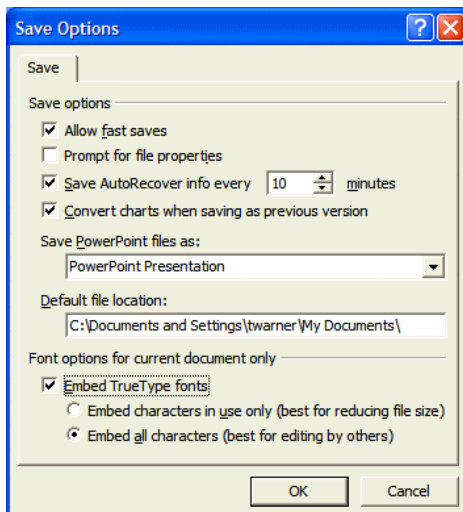 Save Options
Save
Save options
Allow fast saves
Prompt for file properties
Save AutoRecover info every 10 minutes
Convert charts when saving as previous version
Save PowerPoint files as:
PowerPoint Presentation
Default file location:
C:\Documents and Settings\twarner\My Documents\
Font options for current document only
Embed TrueType fonts
Embed characters in use only (best for reducing file size)
Embed all characters (best for editing by others)
OK Cancel